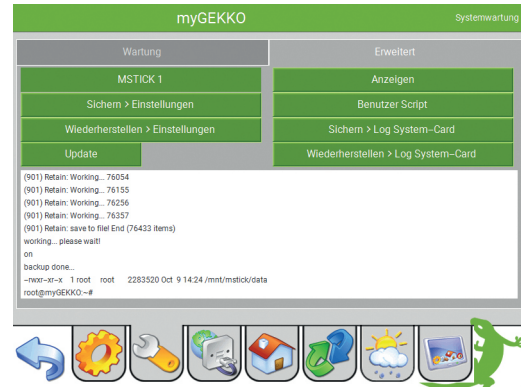 myGEKKO
Systemwartung
Wartung
Erweitert
MSTICK 1
Anzeigen
Sichern > Einstellungen
Benutzer Script
Wiederherstellen > Einstellungen
Sichern > Log System-Card
Update
Wiederherstellen > Log System-Card
(901) Retain: Working... 76054
(901) Retain: Working... 76155
(901) Retain: Working... 76256
(901) Retain: Working... 76357
(901) Retain: save to file! End (76433 items)
working... please wait!
on
backup done...
-rwxr-xr-x 1 root root 2283520 Oct 9 14:24 /mnt/mstick/data
root@myGEKKO:~#